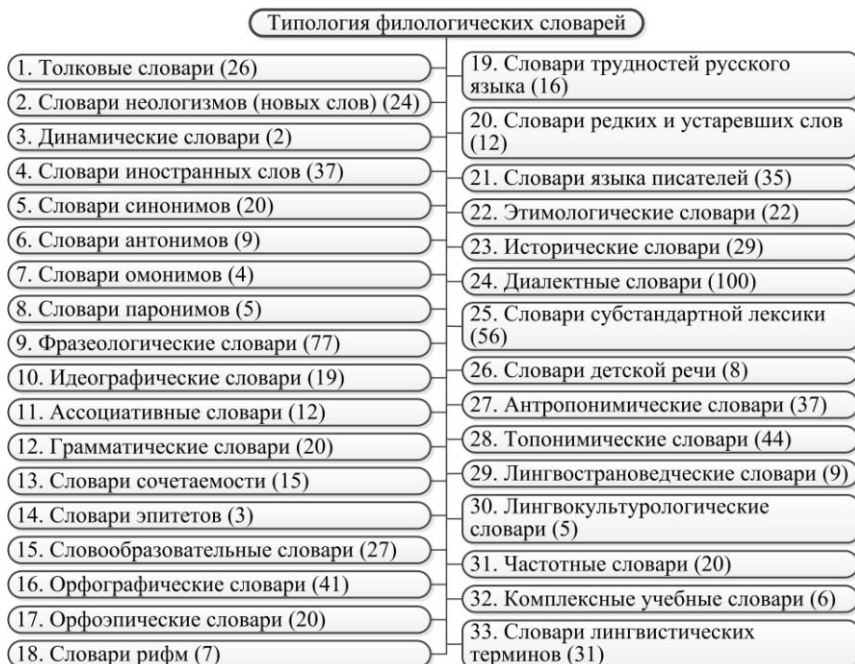 Типология филологических словарей
1. Толковые словари (26)
2. Словари неологизмов (новых слов) (24)
3. Динамические словари (2)
4. Словари иностранных слов (37)
5. Словари синонимов (20)
6. Словари антонимов (9)
7. Словари омонимов (4)
8. Словари паронимов (5)
9. Фразеологические словари (77)
10. Идеографические словари (19)
11. Ассоциативные словари (12)
12. Грамматические словари (20)
13. Словари сочетаемости (15)
14. Словари эпитетов (3)
15. Словообразовательные словари (27)
16. Орфографические словари (41)
17. Орфоэпические словари (20)
18. Словари рифм (7)
19. Словари трудностей русского
языка (16)
20. Словари редких и устаревших слов
(12)
21. Словари языка писателей (35)
22. Этимологические словари (22)
23. Исторические словари (29)
24. Диалектные словари (100)
25. Словари субстандартной лексики
(56)
26. Словари детской речи (8)
27. Антропонимические словари (37)
28. Топонимические словари (44)
29. Лингвострановедческие словари (9)
30. Лингвокультурологические
словари (5)
31. Частотные словари (20)
32. Комплексные учебные словари (6)
33. Словари лингвистических
терминов (31)